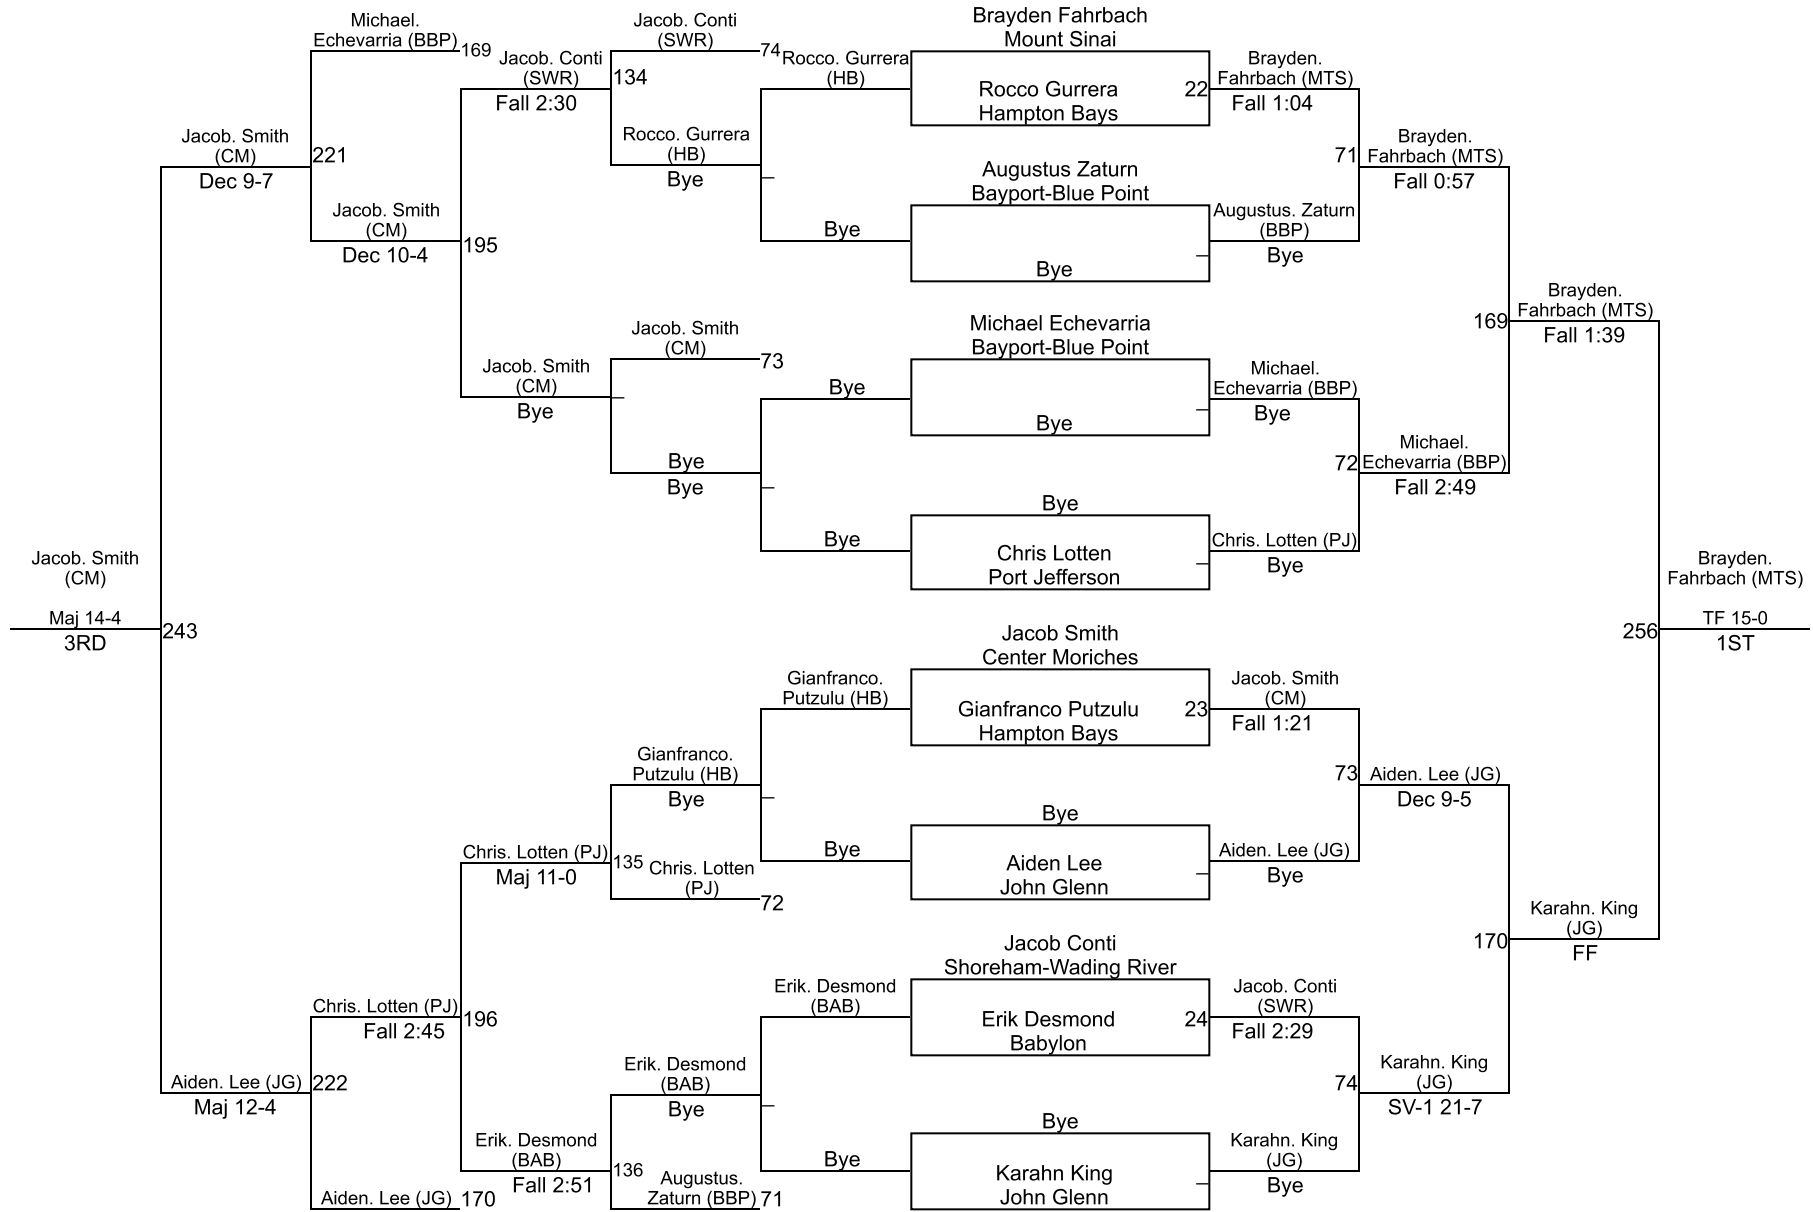 Michael.
Echevarria (BBP)
169
Jacob. Smith
(CM)
Dec 9-7
221
Jacob. Smith
(CM)
Dec 10-4
Jacob. Conti
(SWR)
Fall 2:30
195
Jacob. Smith
(CM)
Bye
Jacob. Conti
(SWR)
74
134
Rocco. Gurrera
(HB)
Bye
Jacob. Smith
(CM)
73
Bye
Bye
Rocco. Gurrera
(HB)
Bye
Bye
Bye
Brayden Fahrbach
Mount Sinai
Rocco Gurrera
Hampton Bays
22
Augustus Zaturn
Bayport-Blue Point
Bye
Michael Echevarria
Bayport-Blue Point
Bye
Bye
Chris Lotten
Port Jefferson
Brayden.
Fahrbach (MTS)
Fall 1:04
71
Augustus. Zaturn
(BBP)
Bye
Michael.
Echevarria (BBP)
Bye
72
Chris. Lotten (PJ)
Bye
Brayden.
Fahrbach (MTS)
Fall 0:57
169
Michael.
Echevarria (BBP)
Fall 2:49
Brayden.
Fahrbach (MTS)
Fall 1:39
Jacob. Smith
(CM)
Maj 14-4
3RD
243
256
Brayden.
Fahrbach (MTS)
TF 15-0
1ST
Aiden. Lee (JG)
Maj 12-4
222
Chris. Lotten (PJ)
Fall 2:45
Aiden. Lee (JG)
170
Chris. Lotten (PJ)
Maj 11-0
196
Erik. Desmond
(BAB)
Fall 2:51
Gianfranco.
Putzulu (HB)
Bye
135
Chris. Lotten
(PJ)
72
Erik. Desmond
(BAB)
Bye
136
Augustus.
Zaturn (BBP)
71
Gianfranco.
Putzulu (HB)
Bye
Erik. Desmond
(BAB)
Bye
Jacob Smith
Center Moriches
Gianfranco Putzulu
Hampton Bays
23
Bye
Aiden Lee
John Glenn
Jacob Conti
Shoreham-Wading River
Erik Desmond
Babylon
24
Bye
Karahn King
John Glenn
Jacob. Smith
(CM)
Fall 1:21
73
Aiden. Lee (JG)
Bye
Jacob. Conti
(SWR)
Fall 2:29
74
Karahn. King
(JG)
Bye
Aiden. Lee (JG)
Dec 9-5
170
Karahn. King
(JG)
SV-1 21-7
Karahn. King
(JG)
FF